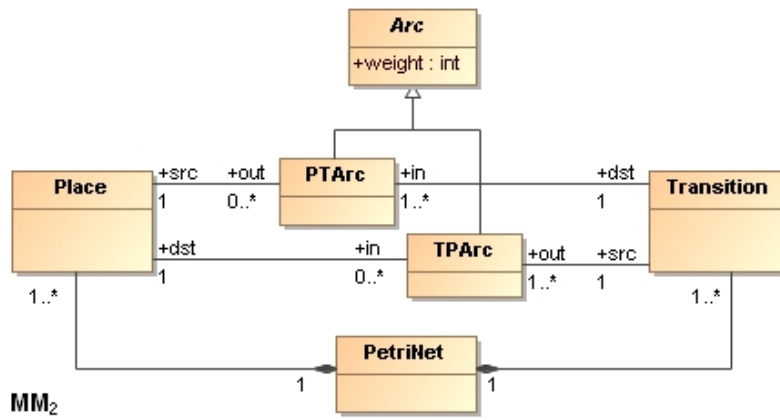 Arc
+weight : int
Place
+src
+out
1
0..*
PTArc
+in
+dst
1..*
1
Transition
+dst
+in
1
0..*
TPArc
+out
+src
1..*
1
1..*
1..*
PetriNet
1
1
MM₂